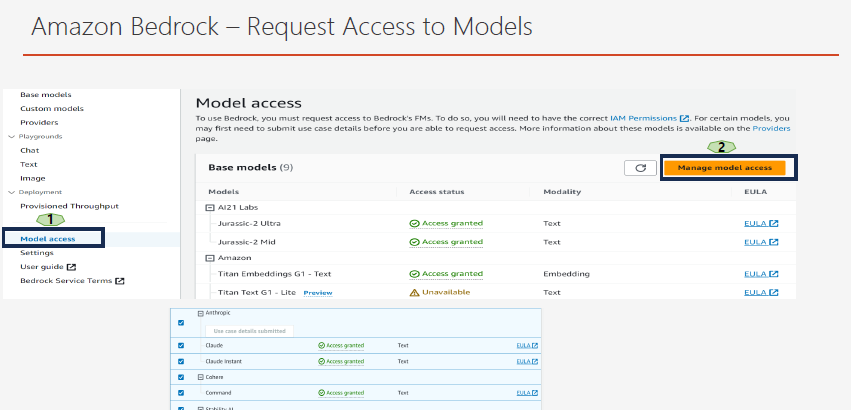 Amazon Bedrock – Request Access to Models
Base models
Custom models
Providers
Playgrounds
Chat
Text
Image
Deployment
Provisioned Throughput
1
Model access
Settings
User guide
Bedrock Service Terms
Model access
To use Bedrock, you must request access to Bedrock's FMs. To do so, you will need to have the correct IAM Permissions. For certain models, you
may first need to submit use case details before you are able to request access. More information about these models is available on the Providers
page.
2
Base models (9)
Manage model access
Models Access status Modality EULA
AI21 Labs
Jurassic-2 Ultra Access granted Text EULA
Jurassic-2 Mid Access granted Text EULA
Amazon
Titan Embeddings G1 - Text Access granted Embedding EULA
Titan Text G1 - Lite Preview Unavailable Text EULA
Anthropic
Use case details submitted
Claude Access granted Text EULA
Claude Instant Access granted Text EULA
Cohere
Command Access granted Text EULA
Stability AI